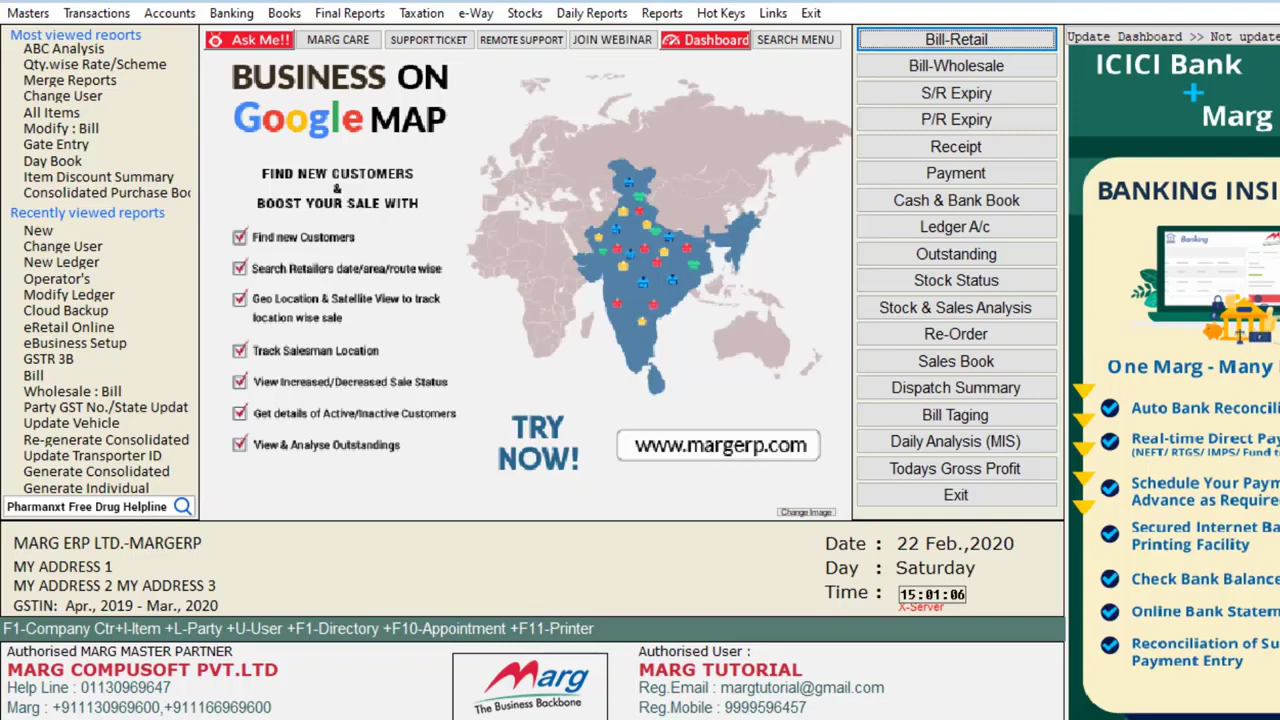 Masters Transactions Accounts Banking Books Final Reports Taxation e-Way Stocks Daily Reports Reports Hot Keys Links Exit
Most viewed reports
ABC Analysis
Qty.wise Rate/Scheme
Merge Reports
Change User
All Items
Modify : Bill
Gate Entry
Day Book
Item Discount Summary
Consolidated Purchase Boo
Recently viewed reports
New
Change User
New Ledger
Operator's
Modify Ledger
Cloud Backup
eRetail Online
eBusiness Setup
GSTR 3B
Bill
Wholesale : Bill
Party GST No./State Updat
Update Vehicle
Re-generate Consolidated
Update Transporter ID
Generate Consolidated
Generate Individual
Pharmanxt Free Drug Helpline
Ask Me!! MARG CARE SUPPORT TICKET REMOTE SUPPORT JOIN WEBINAR Dashboard SEARCH MENU
BUSINESS ON
Google MAP
FIND NEW CUSTOMERS
&
BOOST YOUR SALE WITH
Find new Customers
Search Retailers date/area/route wise
Geo Location & Satellite View to track
location wise sale
Track Salesman Location
View Increased/Decreased Sale Status
Get details of Active/Inactive Customers
View & Analyse Outstandings
TRY
NOW!
www.margerp.com
Change Image
Bill-Retail
Bill-Wholesale
S/R Expiry
P/R Expiry
Receipt
Payment
Cash & Bank Book
Ledger A/c
Outstanding
Stock Status
Stock & Sales Analysis
Re-Order
Sales Book
Dispatch Summary
Bill Taging
Daily Analysis (MIS)
Todays Gross Profit
Exit
Update Dashboard >> Not update
ICICI Bank
+
Marg
BANKING INSI
Banking
One Marg - Many
Auto Bank Reconcili
Real-time Direct Pay
(NEFT/ RTGS/ IMPS/ Fund t
Schedule Your Paym
Advance as Require
Secured Internet Ba
Printing Facility
Check Bank Balance
Online Bank Statem
Reconciliation of Su
Payment Entry
MARG ERP LTD.-MARGERP
MY ADDRESS 1
MY ADDRESS 2 MY ADDRESS 3
GSTIN: Apr., 2019 - Mar., 2020
Date : 22 Feb.,2020
Day : Saturday
Time : 15:01:06
X-Server
F1-Company Ctr+I-Item +L-Party +U-User +F1-Directory +F10-Appointment +F11-Printer
Authorised MARG MASTER PARTNER
MARG COMPUSOFT PVT.LTD
Help Line : 01130969647
Marg : +911130969600,+911166969600
Marg
The Business Backbone
Authorised User :
MARG TUTORIAL
Reg.Email : margtutorial@gmail.com
Reg.Mobile : 9999596457